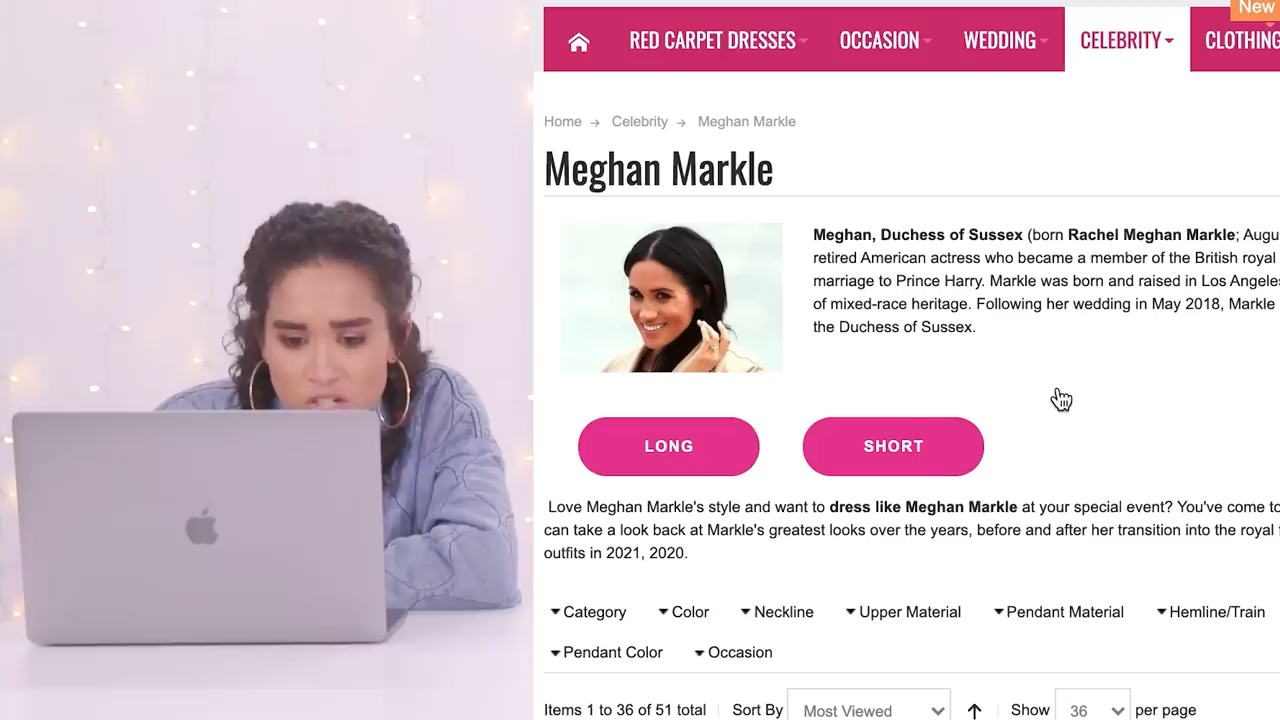 New
RED CARPET DRESSES OCCASION WEDDING CELEBRITY CLOTHING
Home → Celebrity → Meghan Markle
Meghan Markle
Meghan, Duchess of Sussex (born Rachel Meghan Markle; Augu
retired American actress who became a member of the British royal
marriage to Prince Harry. Markle was born and raised in Los Angeles
of mixed-race heritage. Following her wedding in May 2018, Markle
the Duchess of Sussex.
LONG SHORT
Love Meghan Markle's style and want to dress like Meghan Markle at your special event? You've come to
can take a look back at Markle's greatest looks over the years, before and after her transition into the royal
outfits in 2021, 2020.
Category Color Neckline Upper Material Pendant Material Hemline/Train
Pendant Color Occasion
Items 1 to 36 of 51 total Sort By Most Viewed Show 36 per page